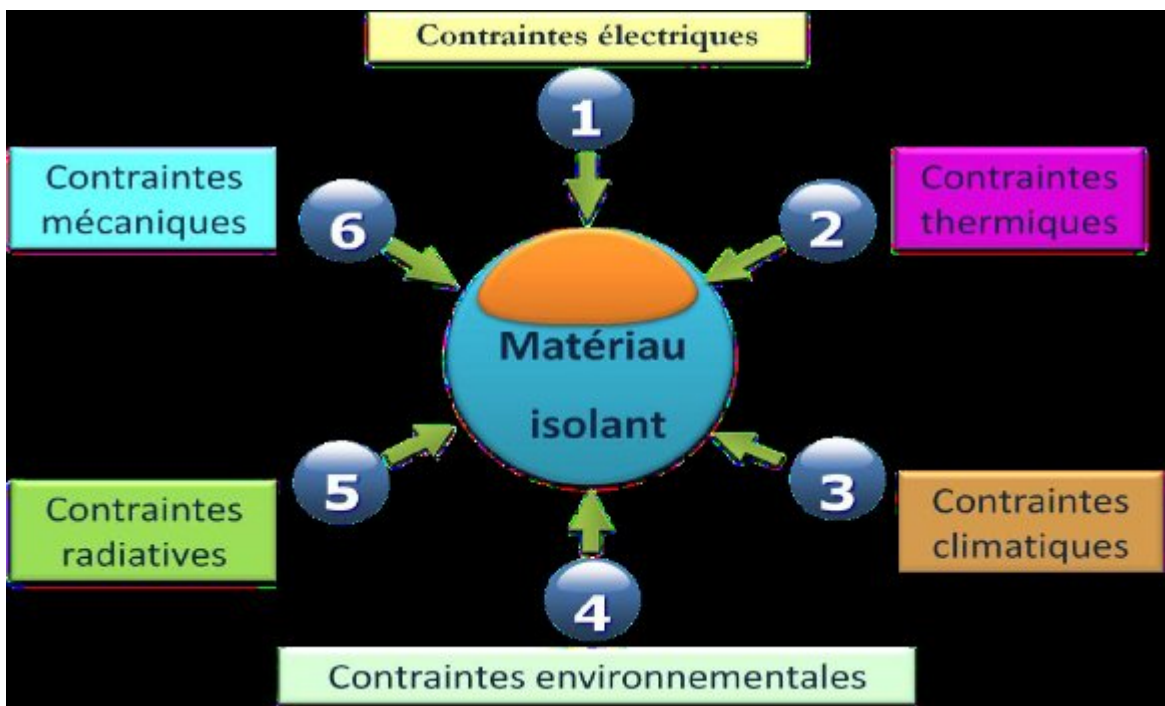 Contraintes électriques
1
Contraintes
mécaniques
6
2
Contraintes
thermiques
Matériau
isolant
Contraintes
radiatives
5
3
Contraintes
climatiques
4
Contraintes environnementales